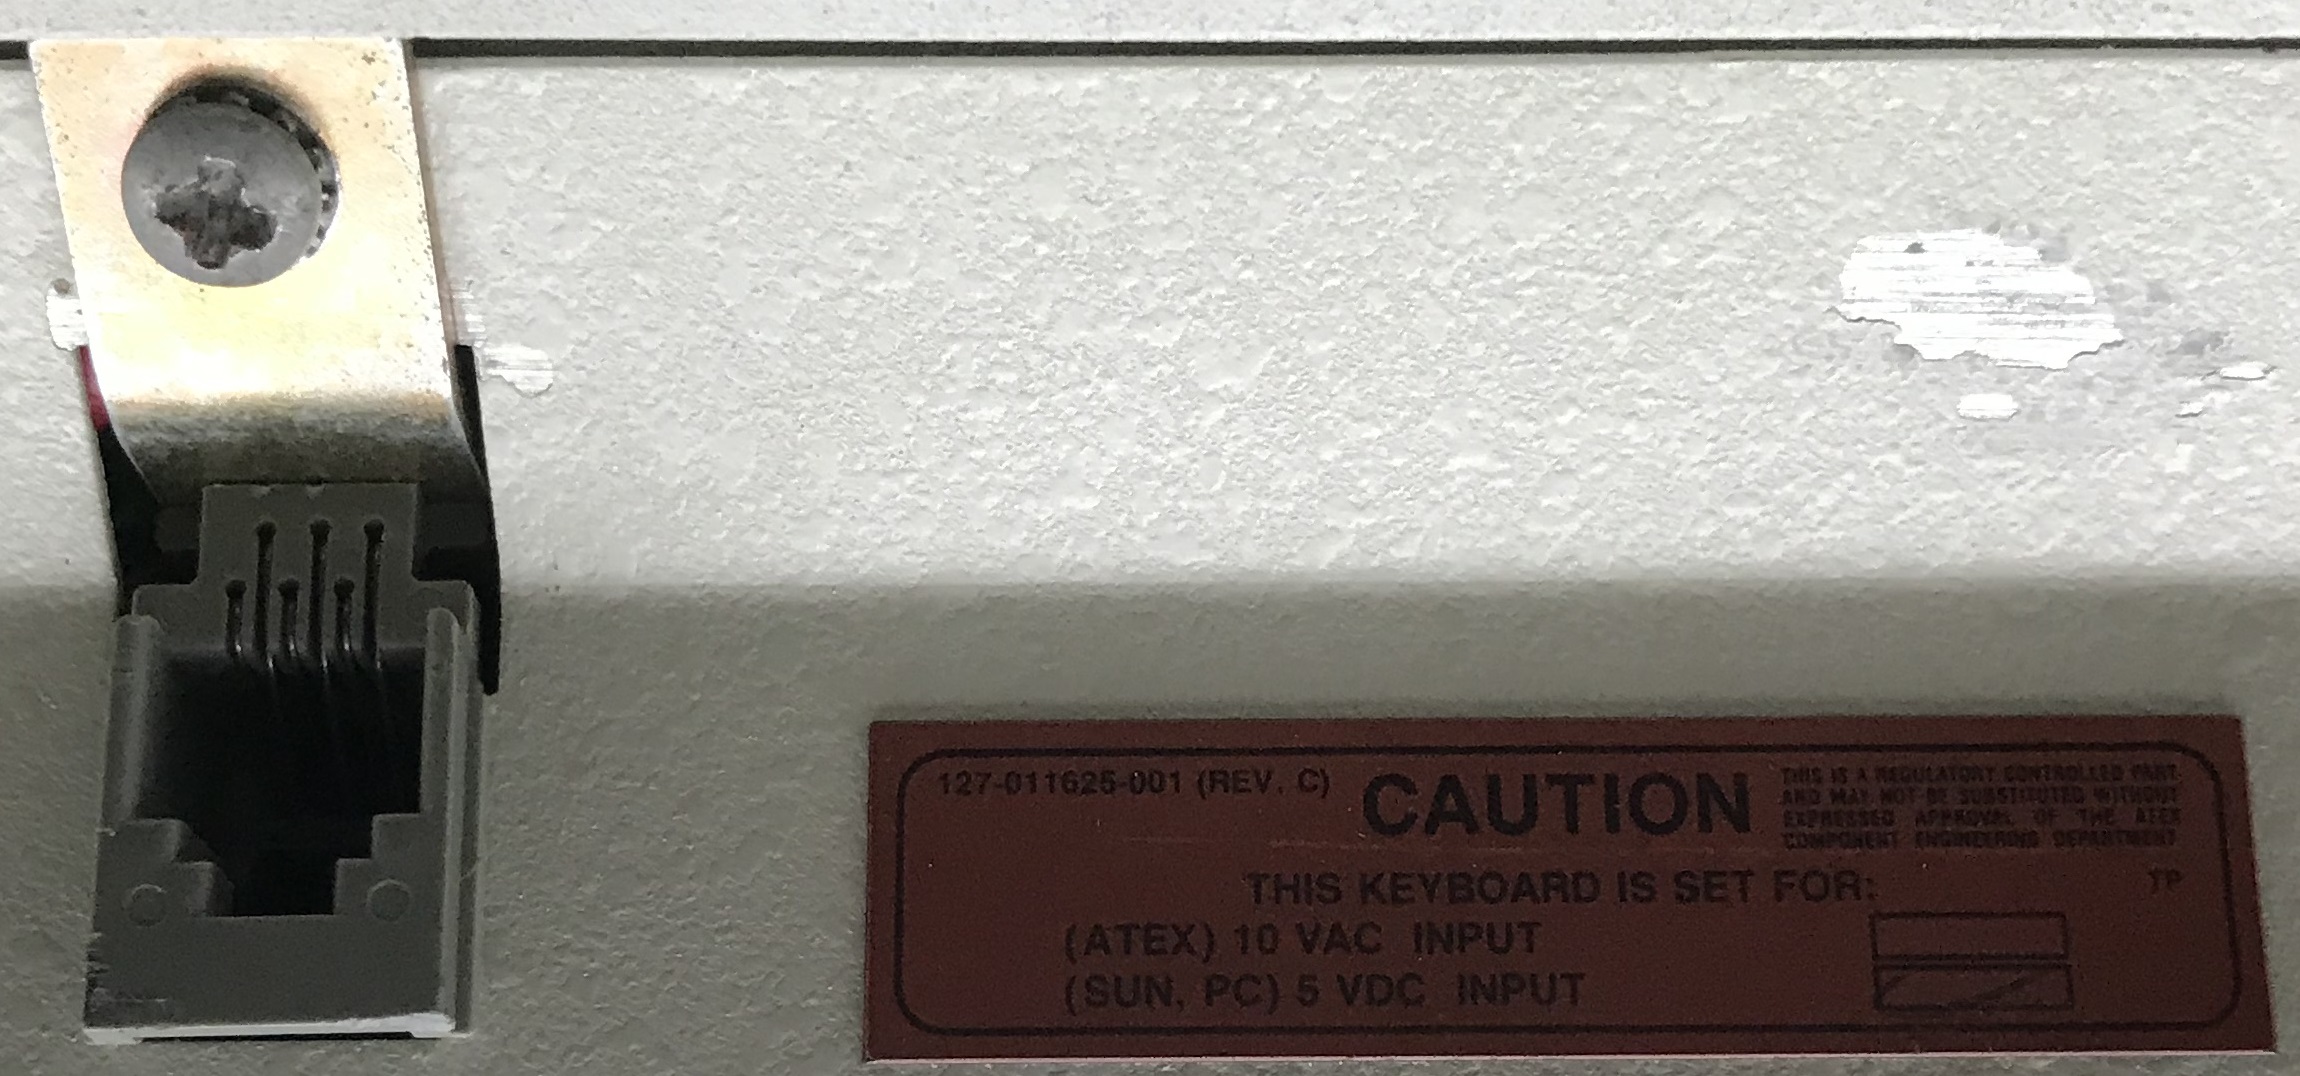 127-011625-001 (REV. C)
CAUTION
THIS IS A REGULATORY CONTROLLED PART
AND MAY NOT BE SUBSTITUTED WITHOUT
EXPRESSED APPROVAL OF THE ATEX
COMPONENT ENGINEERING DEPARTMENT
THIS KEYBOARD IS SET FOR:
TP
(ATEX) 10 VAC INPUT
(SUN, PC) 5 VDC INPUT